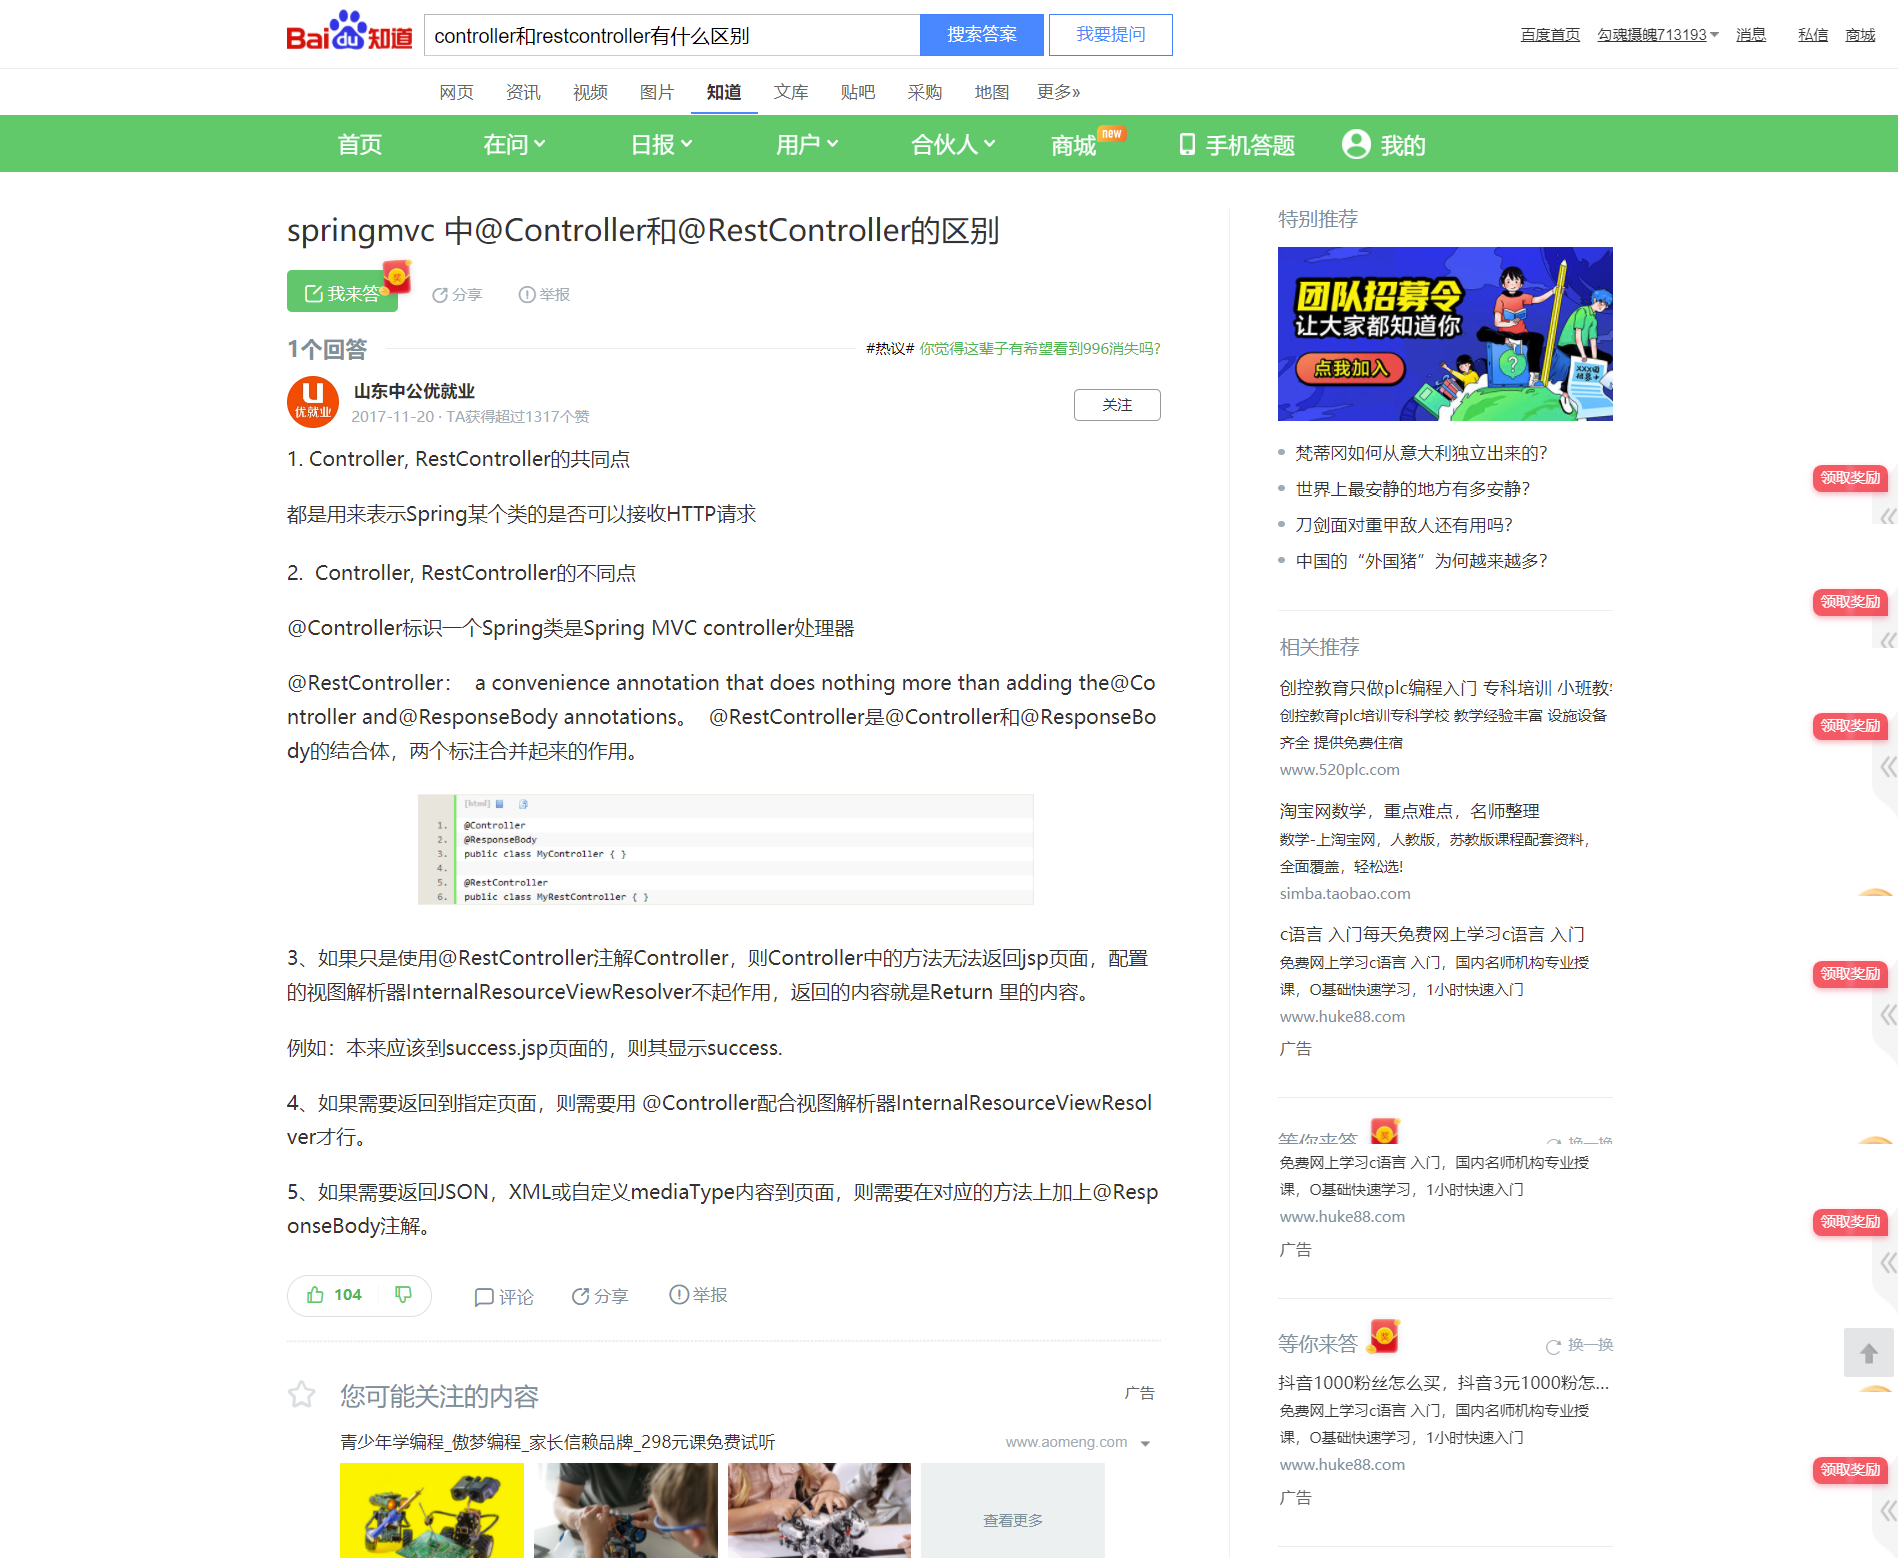 Baidu知道
controller和restcontroller有什么区别
搜索答案
我要提问
百度首页
勾魂摄魄713193
消息
私信
商城
网页
资讯
视频
图片
知道
文库
贴吧
采购
地图
更多»
首页
在问
日报
用户
合伙人
商城
new
手机答题
我的
springmvc 中@Controller和@RestController的区别
我来答
奖
分享
举报
1个回答
#热议# 你觉得这辈子有希望看到996消失吗?
U
优就业
山东中公优就业
2017-11-20 · TA获得超过1317个赞
关注
1. Controller, RestController的共同点
都是用来表示Spring某个类的是否可以接收HTTP请求
2.  Controller, RestController的不同点
@Controller标识一个Spring类是Spring MVC controller处理器
@RestController：  a convenience annotation that does nothing more than adding the@Co
ntroller and@ResponseBody annotations。  @RestController是@Controller和@ResponseBo
dy的结合体，两个标注合并起来的作用。
[html]
1. @Controller
2. @ResponseBody
3. public class MyController { }
4.
5. @RestController
6. public class MyRestController { }
3、如果只是使用@RestController注解Controller，则Controller中的方法无法返回jsp页面，配置
的视图解析器InternalResourceViewResolver不起作用，返回的内容就是Return 里的内容。
例如：本来应该到success.jsp页面的，则其显示success.
4、如果需要返回到指定页面，则需要用 @Controller配合视图解析器InternalResourceViewResol
ver才行。
5、如果需要返回JSON，XML或自定义mediaType内容到页面，则需要在对应的方法上加上@Resp
onseBody注解。
104
评论
分享
举报
您可能关注的内容
广告
青少年学编程_傲梦编程_家长信赖品牌_298元课免费试听
www.aomeng.com
查看更多
特别推荐
团队招募令
让大家都知道你
点我加入
?
XXX团
招募
梵蒂冈如何从意大利独立出来的?
世界上最安静的地方有多安静?
刀剑面对重甲敌人还有用吗?
中国的“外国猪”为何越来越多?
相关推荐
创控教育只做plc编程入门 专科培训 小班教
创控教育plc培训专科学校 教学经验丰富 设施设备
齐全 提供免费住宿
www.520plc.com
淘宝网数学，重点难点，名师整理
数学-上淘宝网，人教版，苏教版课程配套资料，
全面覆盖，轻松选!
simba.taobao.com
c语言 入门每天免费网上学习c语言 入门
免费网上学习c语言 入门，国内名师机构专业授
课，O基础快速学习，1小时快速入门
www.huke88.com
广告
等你来答
换一换
免费网上学习c语言 入门，国内名师机构专业授
课，O基础快速学习，1小时快速入门
www.huke88.com
广告
等你来答
换一换
抖音1000粉丝怎么买，抖音3元1000粉怎...
免费网上学习c语言 入门，国内名师机构专业授
课，O基础快速学习，1小时快速入门
www.huke88.com
广告
领取奖励
领取奖励
领取奖励
领取奖励
领取奖励
领取奖励